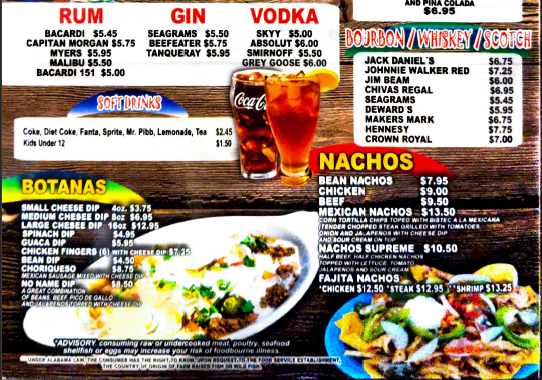 AND PINA COLADA
$6.95
RUM
BACARDI $5.45
CAPITAN MORGAN $5.75
MYERS $5.95
MALIBU $5.50
BACARDI 151 $5.00
GIN
SEAGRAMS $5.50
BEEFEATER $5.75
TANQUERAY $5.95
VODKA
SKYY $5.00
ABSOLUT $6.00
SMIRNOFF $5.50
GREY GOOSE $6.00
BOURBON / WHISKEY / SCOTCH
JACK DANIEL´S $6.75
JOHNNIE WALKER RED $7.25
JIM BEAM $6.00
CHIVAS REGAL $6.95
SEAGRAMS $5.45
DEWARD´S $5.95
MAKERS MARK $6.75
HENNESY $7.75
CROWN ROYAL $7.00
SOFT DRINKS
Coke, Diet Coke, Fanta, Sprite, Mr. Pibb, Lemonade, Tea $2.45
Kids Under 12 $1.50
Coca-Cola
BOTANAS
SMALL CHEESE DIP 4oz. $3.75
MEDIUM CHESEE DIP 8oz $6.95
LARGE CHESEE DIP 16oz $12.95
SPINACH DIP $4.95
GUACA DIP $5.95
CHICKEN FINGERS (6) WITH CHEESE DIP $7.25
BEAN DIP $4.50
CHORIQUESO $8.75
MEXICAN SAUSAGE MIXED WITH CHEESE DIP
NO NAME DIP $8.50
A GREAT COMBINATION
OF BEANS, BEEF, PICO DE GALLO
AND JALAPENOS TOPPED WITH CHEESE DIP
NACHOS
BEAN NACHOS $7.95
CHICKEN $9.00
BEEF $9.50
MEXICAN NACHOS $13.50
CORN TORTILLA CHIPS TOPED WITH BISTEC A LA MEXICANA
(TENDER CHOPPED STEAK GRILLED WITH TOMATOES,
ONION AND JALAPENOS WITH CHEESE DIP
AND SOUR CREAM ON TOP
NACHOS SUPREME $10.50
HALF BEEF, HALF CHICKEN NACHOS
TOPPED WITH LETTUCE, TOMATO,
JALAPENOS AND SOUR CREAM
FAJITA NACHOS
*CHICKEN $12.50 *STEAK $12.95 *SHRIMP $13.25
*ADVISORY: consuming raw or undercooked meat, poultry, seafood
shellfish or eggs may increase your risk of foodbourne illness.
UNDER ALABAMA LAW, THE CONSUMER HAS THE RIGHT TO KNOW, UPON REQUEST TO THE FOOD SERVICE ESTABLISHMENT,
THE COUNTRY OF ORIGIN OF FARM RAISED FISH OR WILD FISH